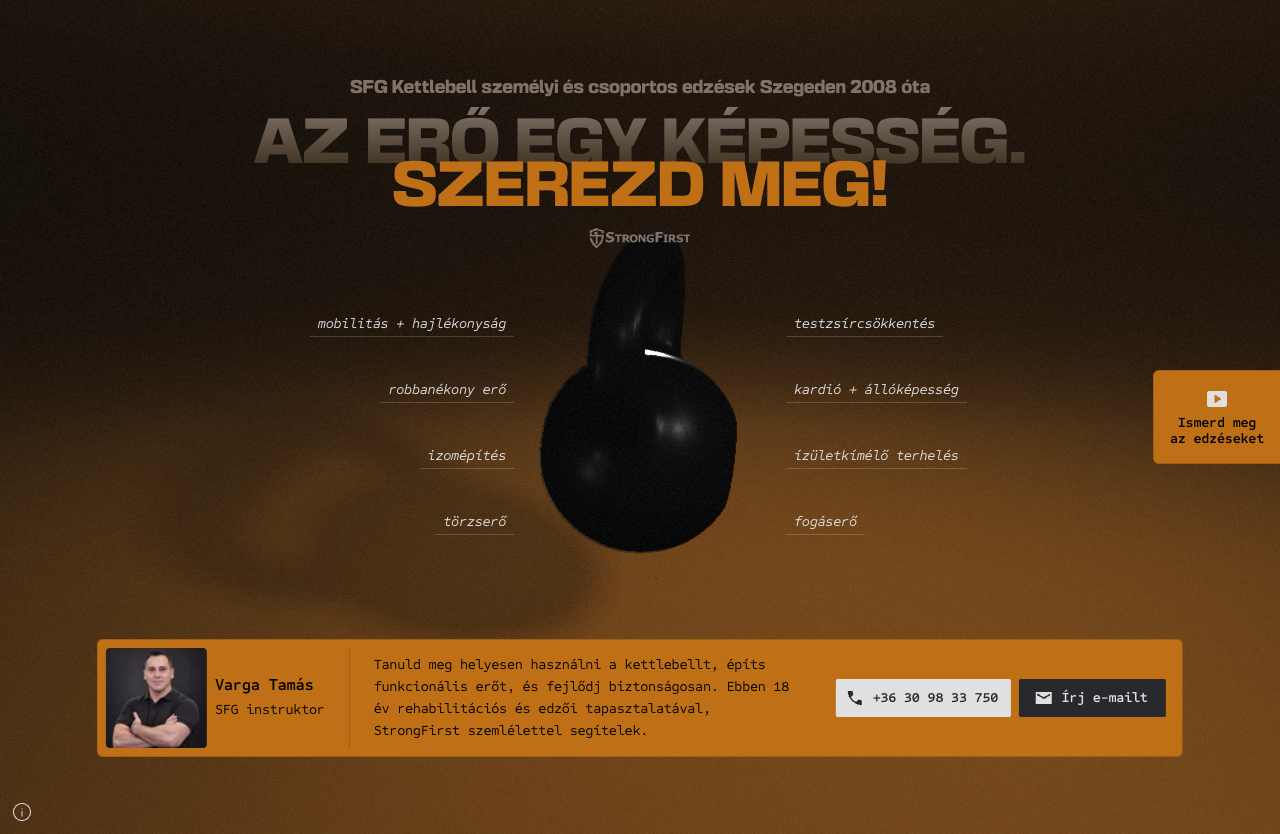 SFG Kettlebell személyi és csoportos edzések Szegeden 2008 óta
AZ ERŐ EGY KÉPESSÉG.
SZEREZD MEG!
STRONGFIRST
mobilitás + hajlékonyság
robbanékony erő
izomépítés
törzserő
testzsírcsökkentés
kardió + állóképesség
izületkímélő terhelés
fogáserő
Ismerd meg
az edzéseket
Varga Tamás
SFG instruktor
Tanuld meg helyesen használni a kettlebellt, építs
funkcionális erőt, és fejlődj biztonságosan. Ebben 18
év rehabilitációs és edzői tapasztalatával,
StrongFirst szemlélettel segítelek.
+36 30 98 33 750
Írj e-mailt